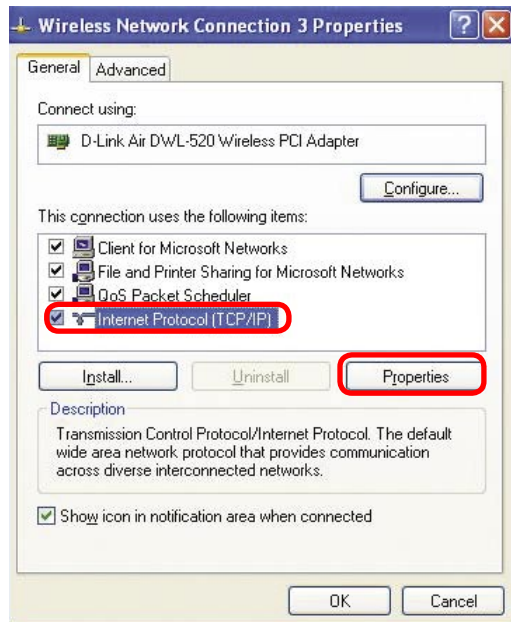 Wireless Network Connection 3 Properties
General Advanced
Connect using:
D-Link Air DWL-520 Wireless PCI Adapter
Configure...
This connection uses the following items:
Client for Microsoft Networks
File and Printer Sharing for Microsoft Networks
QoS Packet Scheduler
Internet Protocol (TCP/IP)
Install... Uninstall Properties
Description
Transmission Control Protocol/Internet Protocol. The default
wide area network protocol that provides communication
across diverse interconnected networks.
Show icon in notification area when connected
OK Cancel